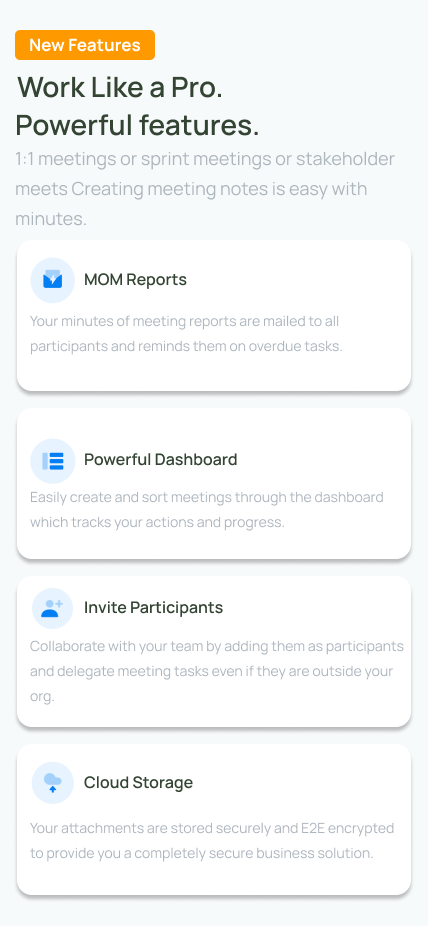 New Features
Work Like a Pro.
Powerful features.
1:1 meetings or sprint meetings or stakeholder
meets Creating meeting notes is easy with
minutes.
MOM Reports
Your minutes of meeting reports are mailed to all
participants and reminds them on overdue tasks.
Powerful Dashboard
Easily create and sort meetings through the dashboard
which tracks your actions and progress.
Invite Participants
Collaborate with your team by adding them as participants
and delegate meeting tasks even if they are outside your
org.
Cloud Storage
Your attachments are stored securely and E2E encrypted
to provide you a completely secure business solution.